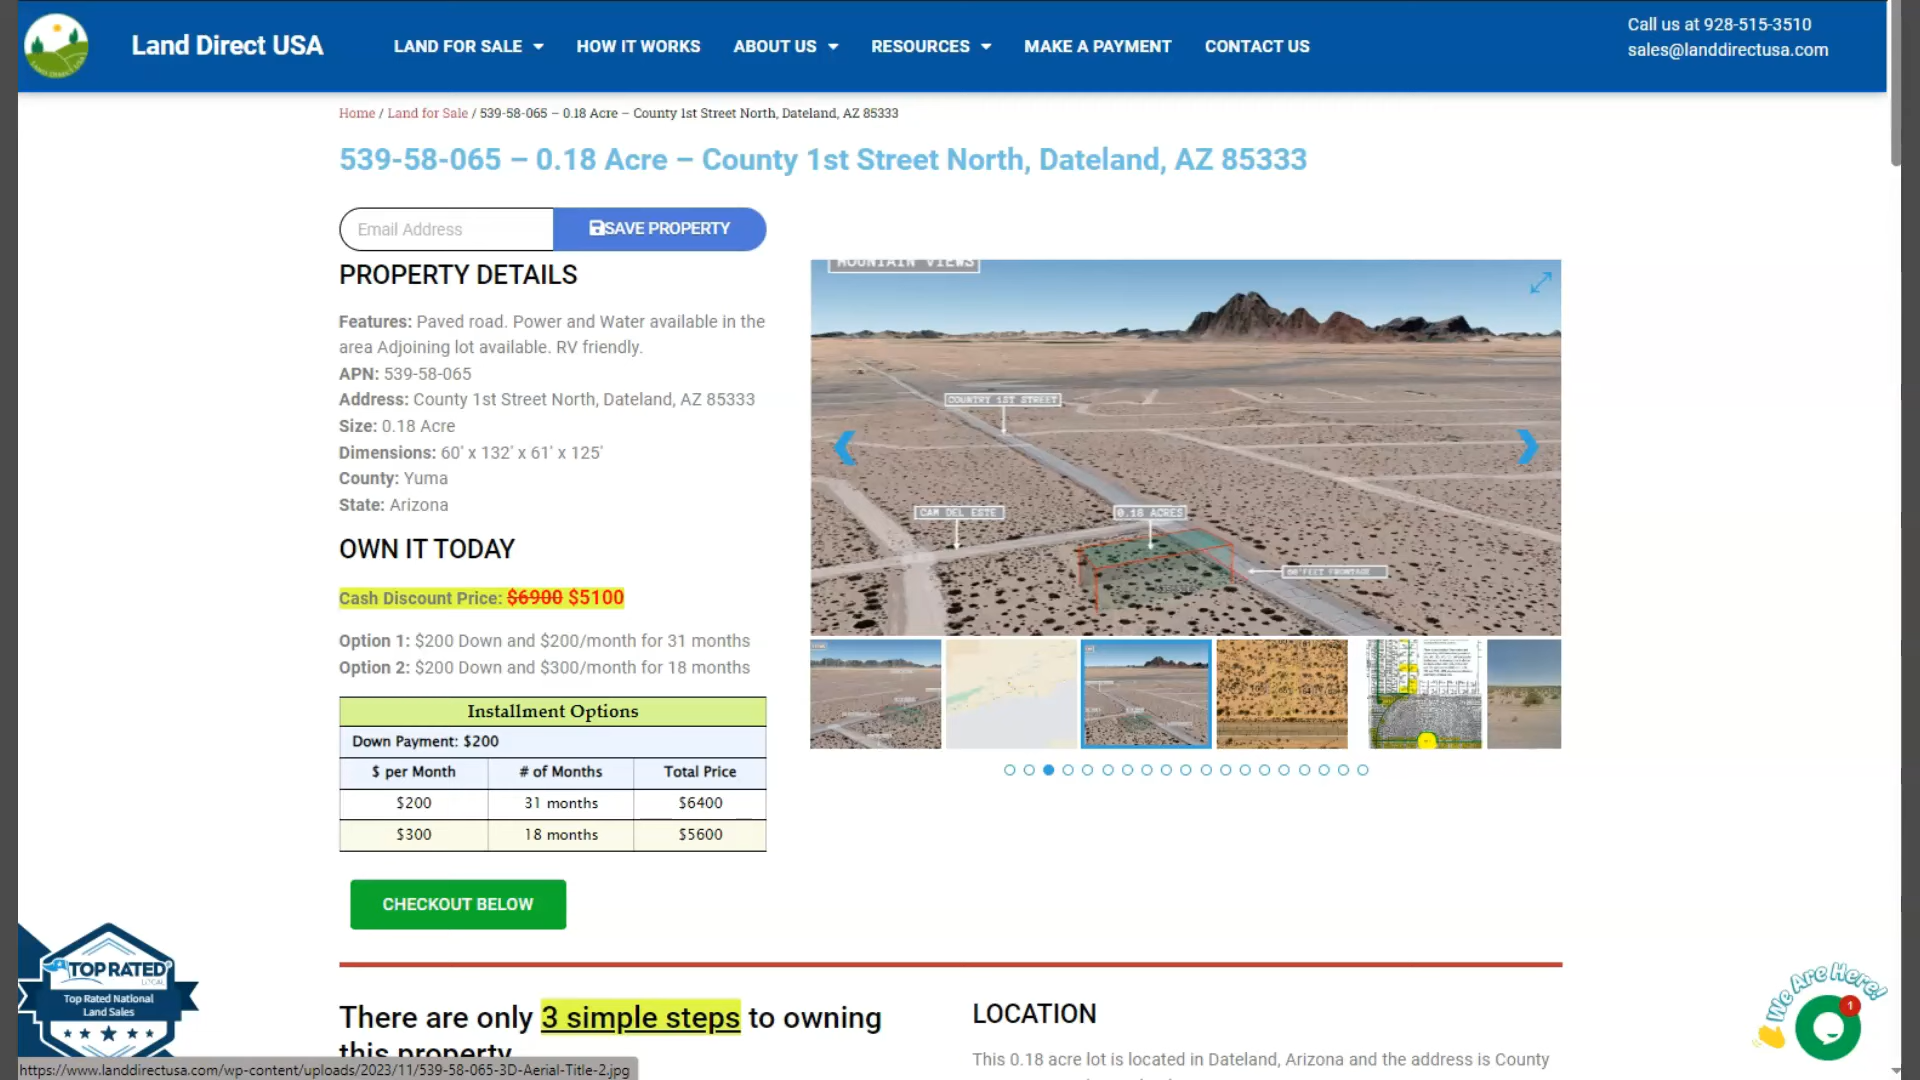 Land Direct USA
LAND FOR SALE
HOW IT WORKS
ABOUT US
RESOURCES
MAKE A PAYMENT
CONTACT US
Call us at 928-515-3510
sales@landdirectusa.com
Home / Land for Sale / 539-58-065 – 0.18 Acre – County 1st Street North, Dateland, AZ 85333
539-58-065 – 0.18 Acre – County 1st Street North, Dateland, AZ 85333
Email Address
SAVE PROPERTY
PROPERTY DETAILS
Features: Paved road. Power and Water available in the
area Adjoining lot available. RV friendly.
APN: 539-58-065
Address: County 1st Street North, Dateland, AZ 85333
Size: 0.18 Acre
Dimensions: 60' x 132' x 61' x 125'
County: Yuma
State: Arizona
OWN IT TODAY
Cash Discount Price: $6900 $5100
Option 1: $200 Down and $200/month for 31 months
Option 2: $200 Down and $300/month for 18 months
Installment Options
Down Payment: $200
$ per Month # of Months Total Price
$200 31 months $6400
$300 18 months $5600
CHECKOUT BELOW
MOUNTAIN VIEWS
COUNTRY 1ST STREET
CAM DEL ESTE
0.18 ACRES
60 FEET FRONTAGE
TOP RATED
LOCAL
Top Rated National
Land Sales
There are only 3 simple steps to owning
this property
LOCATION
This 0.18 acre lot is located in Dateland, Arizona and the address is County
We Are Here!
1
https://www.landdirectusa.com/wp-content/uploads/2023/11/539-58-065-3D-Aerial-Title-2.jpg